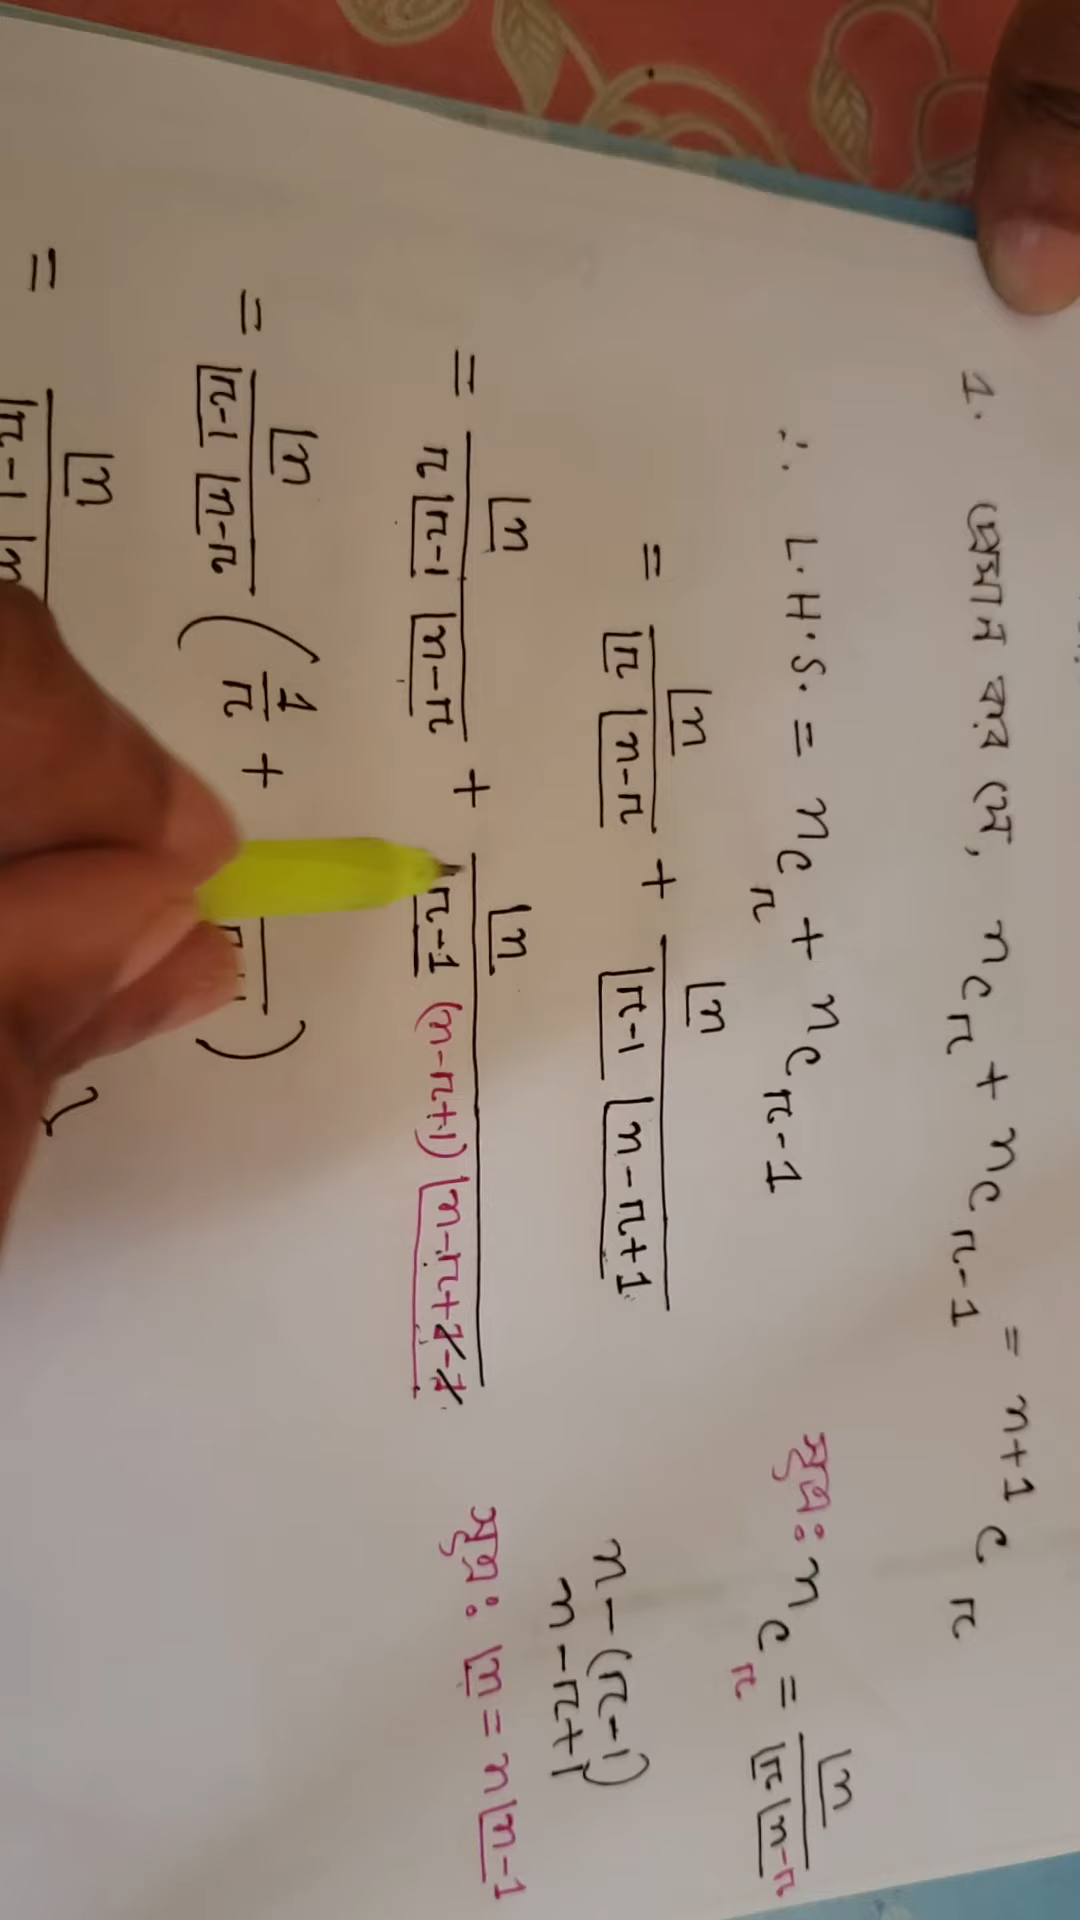 1. প্রমাণ কর যে, nCr + nCr-1 = n+1Cr
∴ L.H.S. = nCr + nCr-1 সূত্র: nCr = |n / |r |n-r
= |n / |r |n-r + |n / |r-1 |n-r+1 n-(r-1)
n-r+1
= |n / r |r-1 |n-r + |n / |r-1 (n-r+1) |n-r+1-1 সূত্র: |n = n|n-1
= |n / |r-1 |n-r (1/r +
= |n / |r-1